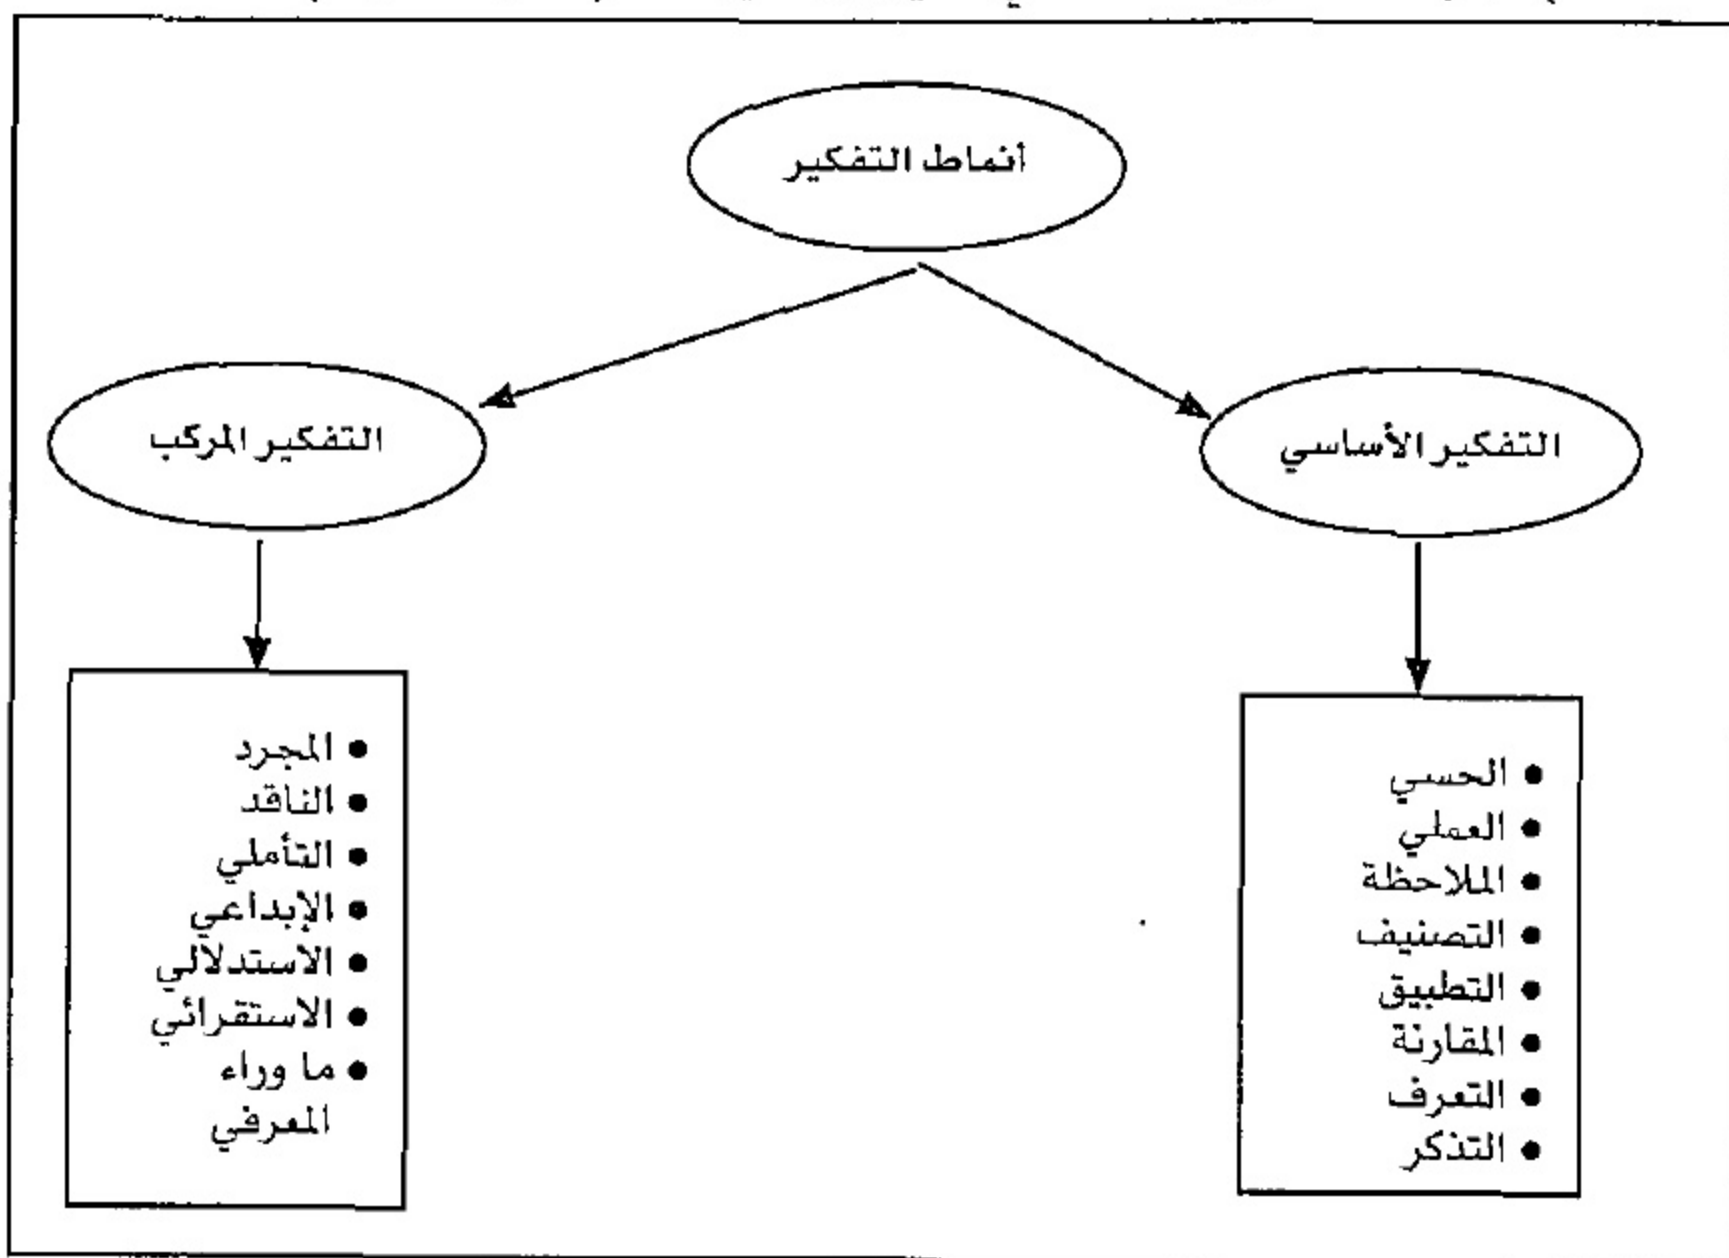 أنماط التفكير
التفكير الأساسي
• الحسي
• العملي
• الملاحظة
• التصنيف
• التطبيق
• المقارنة
• التعرف
• التذكر
التفكير المركب
• المجرد
• الناقد
• التأملي
• الإبداعي
• الاستدلالي
• الاستقرائي
• ما وراء
المعرفي